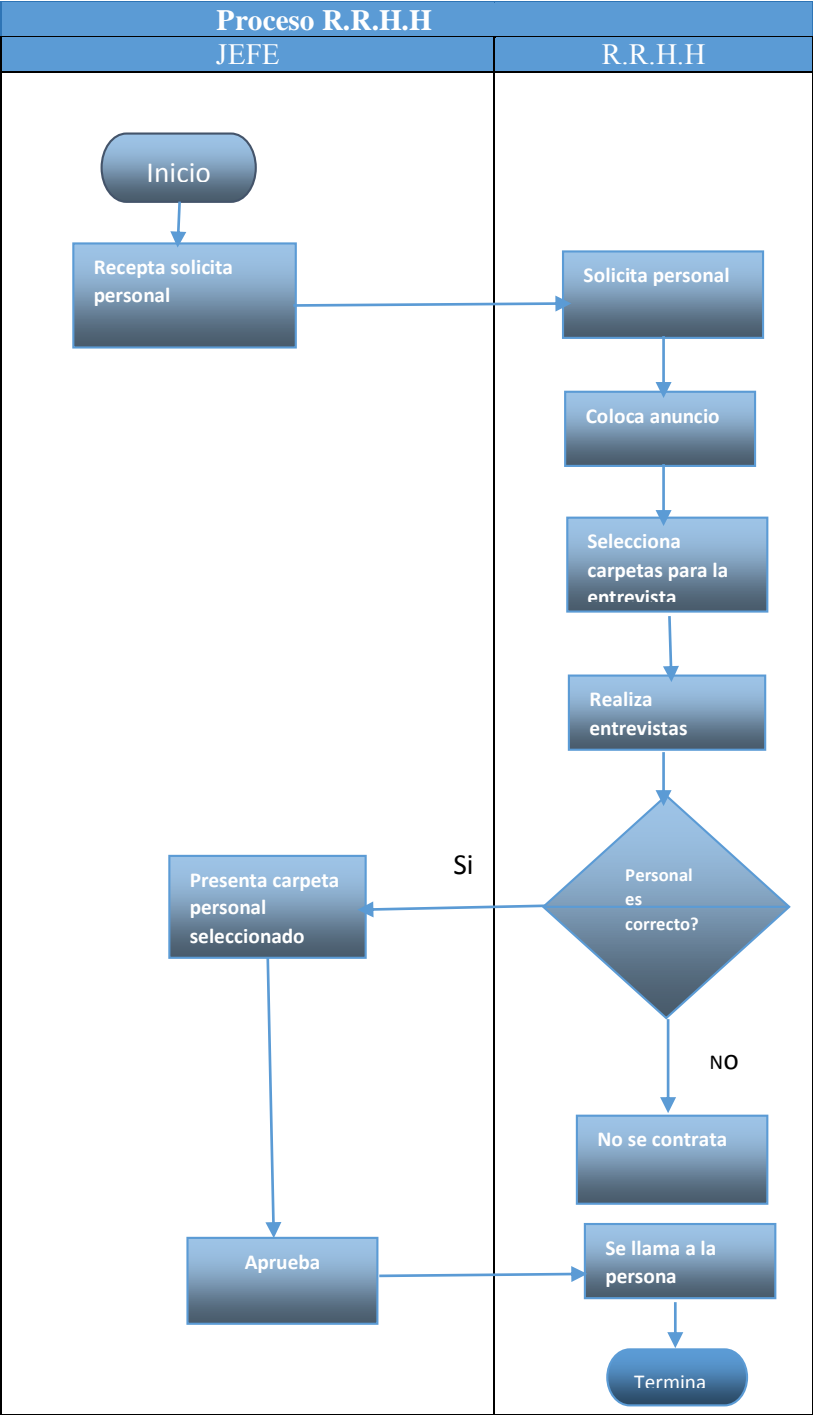 Proceso R.R.H.H
JEFE
R.R.H.H
Inicio
Recepta solicita
personal
Solicita personal
Coloca anuncio
Selecciona
carpetas para la
entrevista
Realiza
entrevistas
Personal
es
correcto?
Si
Presenta carpeta
personal
seleccionado
NO
No se contrata
Aprueba
Se llama a la
persona
Termina